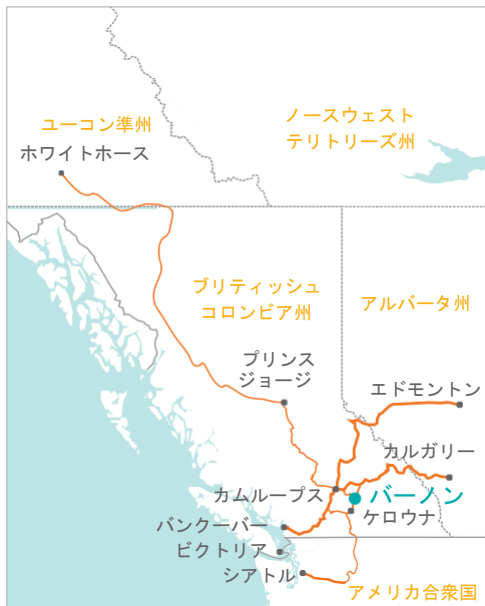 ノースウェスト
テリトリーズ州
ユーコン準州
ホワイトホース
ブリティッシュ
コロンビア州
アルバータ州
プリンス
ジョージ
エドモントン
カルガリー
カムループス
バーノン
ケロウナ
バンクーバー
ビクトリア
シアトル
アメリカ合衆国